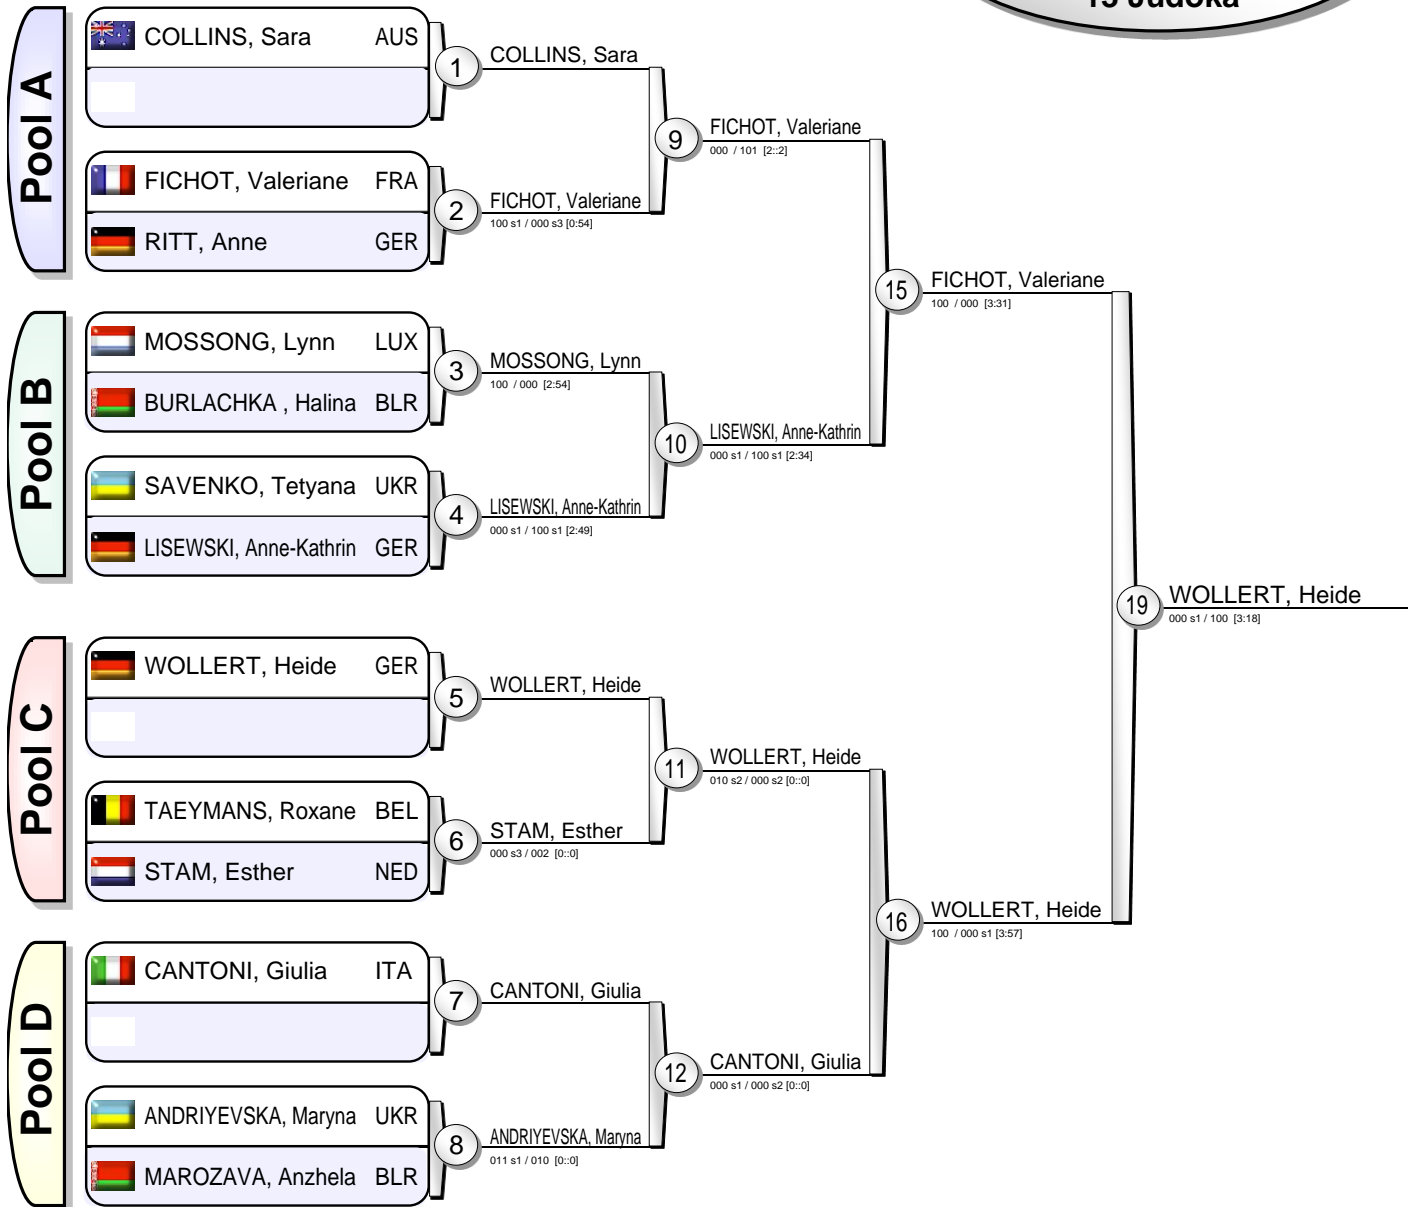 13 Judoka
Pool A
COLLINS, Sara AUS
1
COLLINS, Sara
FICHOT, Valeriane FRA
RITT, Anne GER
2
FICHOT, Valeriane
100 s1 / 000 s3 [0:54]
9
FICHOT, Valeriane
000 / 101 [2::2]
Pool B
MOSSONG, Lynn LUX
BURLACHKA , Halina BLR
3
MOSSONG, Lynn
100 / 000 [2:54]
SAVENKO, Tetyana UKR
LISEWSKI, Anne-Kathrin GER
4
LISEWSKI, Anne-Kathrin
000 s1 / 100 s1 [2:49]
10
LISEWSKI, Anne-Kathrin
000 s1 / 100 s1 [2:34]
15
FICHOT, Valeriane
100 / 000 [3:31]
Pool C
WOLLERT, Heide GER
5
WOLLERT, Heide
TAEYMANS, Roxane BEL
STAM, Esther NED
6
STAM, Esther
000 s3 / 002 [0::0]
11
WOLLERT, Heide
010 s2 / 000 s2 [0::0]
Pool D
CANTONI, Giulia ITA
7
CANTONI, Giulia
ANDRIYEVSKA, Maryna UKR
MAROZAVA, Anzhela BLR
8
ANDRIYEVSKA, Maryna
011 s1 / 010 [0::0]
12
CANTONI, Giulia
000 s1 / 000 s2 [0::0]
16
WOLLERT, Heide
100 / 000 s1 [3:57]
19
WOLLERT, Heide
000 s1 / 100 [3:18]